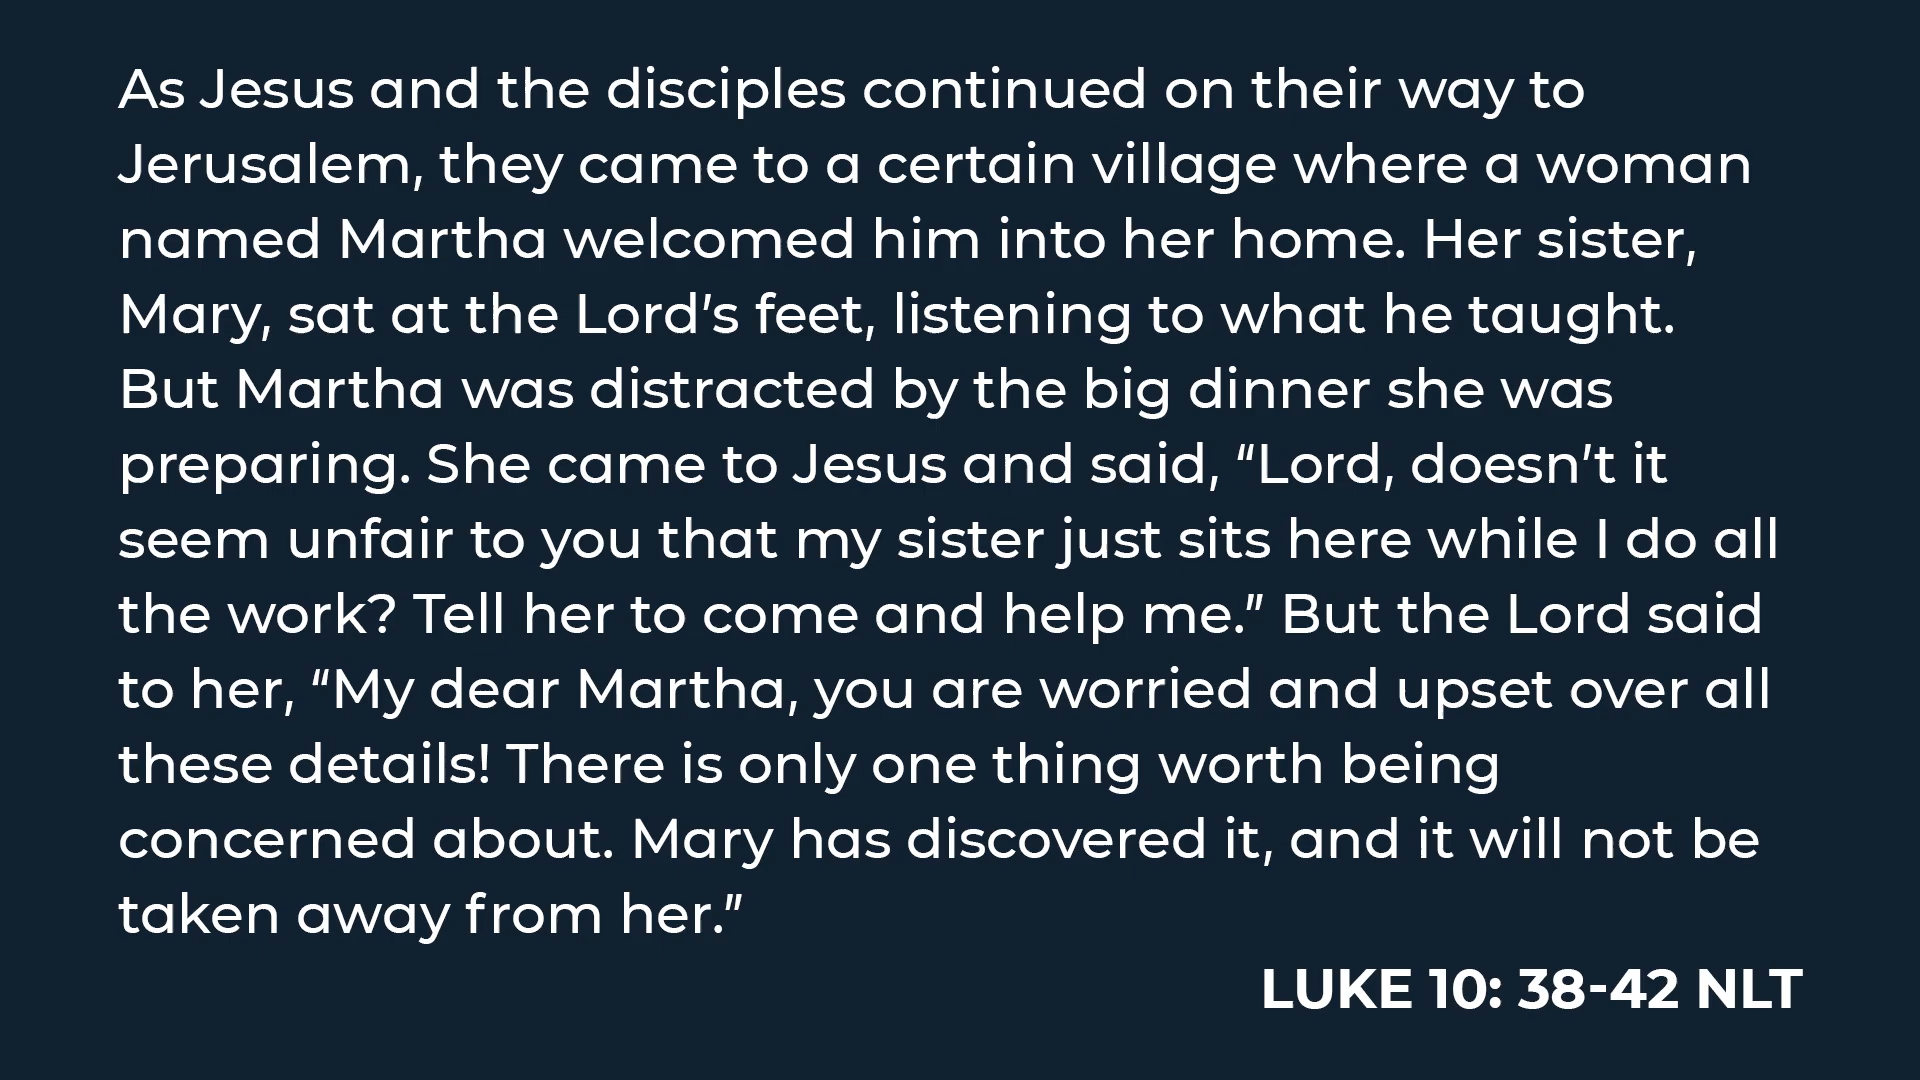 As Jesus and the disciples continued on their way to
Jerusalem, they came to a certain village where a woman
named Martha welcomed him into her home. Her sister,
Mary, sat at the Lord’s feet, listening to what he taught.
But Martha was distracted by the big dinner she was
preparing. She came to Jesus and said, “Lord, doesn’t it
seem unfair to you that my sister just sits here while I do all
the work? Tell her to come and help me.” But the Lord said
to her, “My dear Martha, you are worried and upset over all
these details! There is only one thing worth being
concerned about. Mary has discovered it, and it will not be
taken away from her.”
LUKE 10: 38-42 NLT